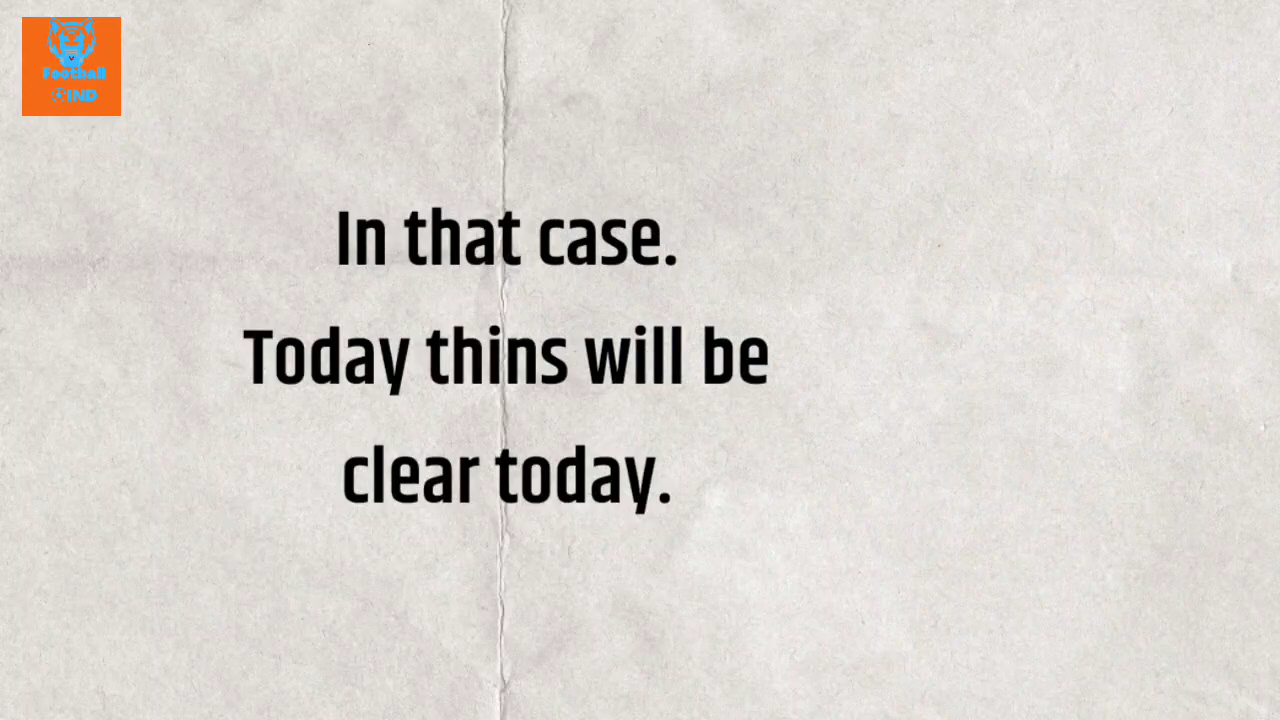 Football
IND
In that case.
Today thins will be
clear today.